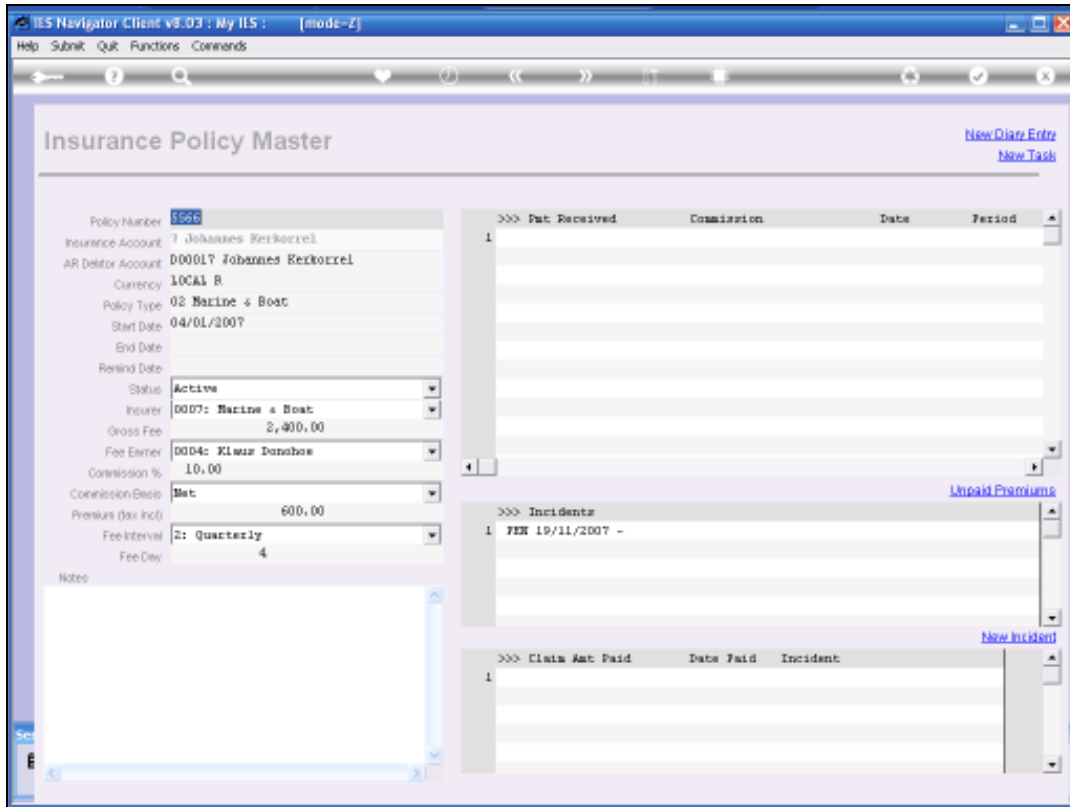 IES Navigator Client v8.03 : My IES : [mode=Z]
Help Submit Quit Functions Commands
Insurance Policy Master
New Diary Entry
New Task
Policy Number 5566
Insurance Account 7 Johannes Kerkorrel
AR Debtor Account D00017 Johannes Kerkorrel
Currency LOCAL R
Policy Type 02 Marine & Boat
Start Date 04/01/2007
End Date
Remind Date
Status Active
Insurer 0007: Marine & Boat
Gross Fee 2,400.00
Fee Earner 0004: Klaus Donohoe
Commission % 10.00
Commission Basis Net
Premium (tax incl) 600.00
Fee Interval 2: Quarterly
Fee Day 4
Notes
>>> Pmt Received Commission Date Period
1
Unpaid Premiums
>>> Incidents
1 PEN 19/11/2007 -
New Incident
>>> Claim Amt Paid Date Paid Incident
1